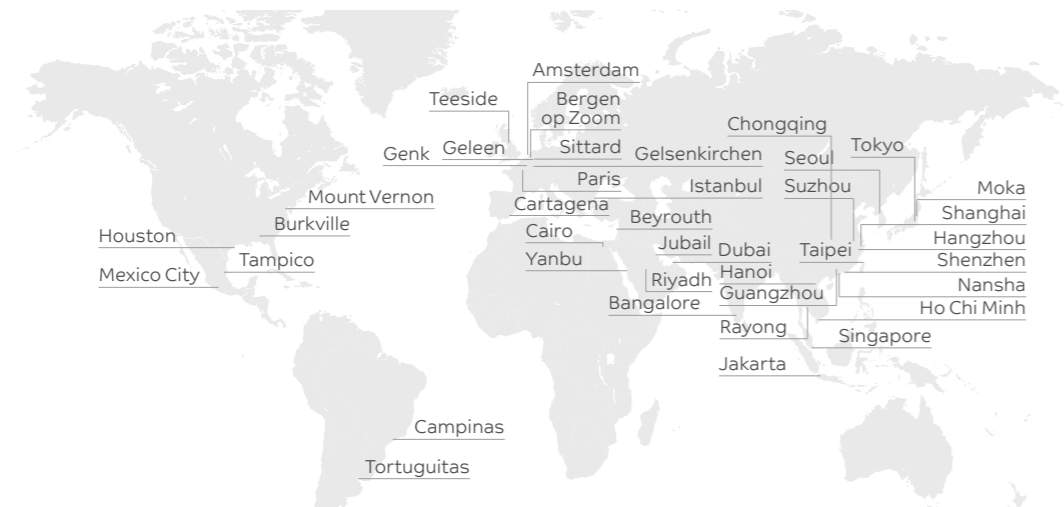 Amsterdam
Teeside
Bergen
op Zoom
Chongqing
Genk
Geleen
Sittard
Gelsenkirchen
Seoul
Tokyo
Paris
Istanbul
Suzhou
Moka
Mount Vernon
Cartagena
Beyrouth
Shanghai
Burkville
Cairo
Jubail
Dubai
Taipei
Hangzhou
Houston
Tampico
Yanbu
Shenzhen
Mexico City
Riyadh
Hanoi
Nansha
Bangalore
Guangzhou
Ho Chi Minh
Rayong
Singapore
Jakarta
Campinas
Tortuguitas